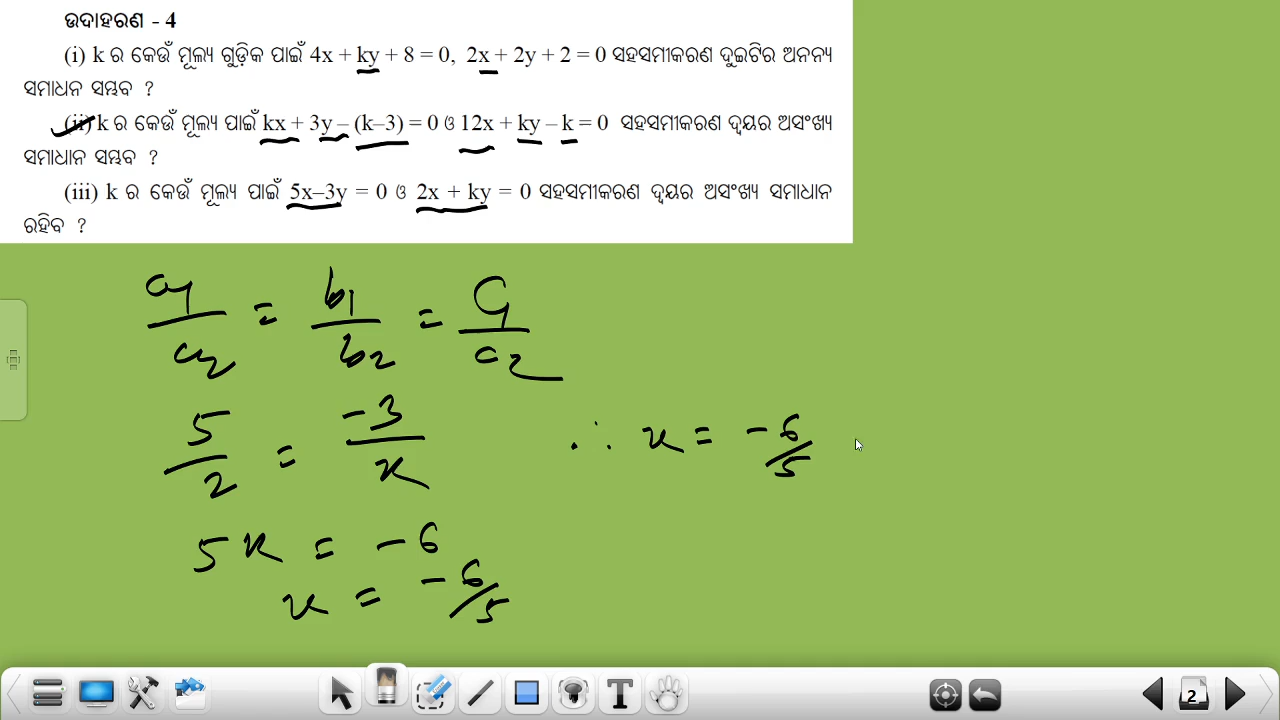 ଉଦାହରଣ - 4
(i) k ର କେଉଁ ମୂଲ୍ୟ ଗୁଡ଼ିକ ପାଇଁ 4x + ky + 8 = 0, 2x + 2y + 2 = 0 ସହସମୀକରଣ ଦୁଇଟିର ଅନନ୍ୟ
ସମାଧାନ ସମ୍ଭବ ?
(ii) k ର କେଉଁ ମୂଲ୍ୟ ପାଇଁ kx + 3y – (k–3) = 0 ଓ 12x + ky – k = 0 ସହସମୀକରଣ ଦ୍ୱୟର ଅସଂଖ୍ୟ
ସମାଧାନ ସମ୍ଭବ ?
(iii) k ର କେଉଁ ମୂଲ୍ୟ ପାଇଁ 5x–3y = 0 ଓ 2x + ky = 0 ସହସମୀକରଣ ଦ୍ୱୟର ଅସଂଖ୍ୟ ସମାଧାନ
ରହିବ ?
a1/a2 = b1/b2 = c1/c2
5/2 = -3/k ∴ k = -6/5
5k = -6
k = -6/5
T
2